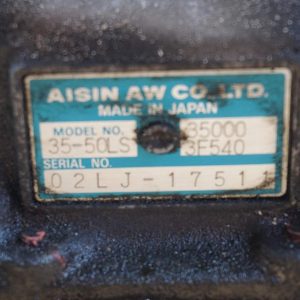 AISIN AW CO., LTD.
MADE IN JAPAN
MODEL NO. 35000
35-50LS 3F540
SERIAL NO.
02LJ-17511